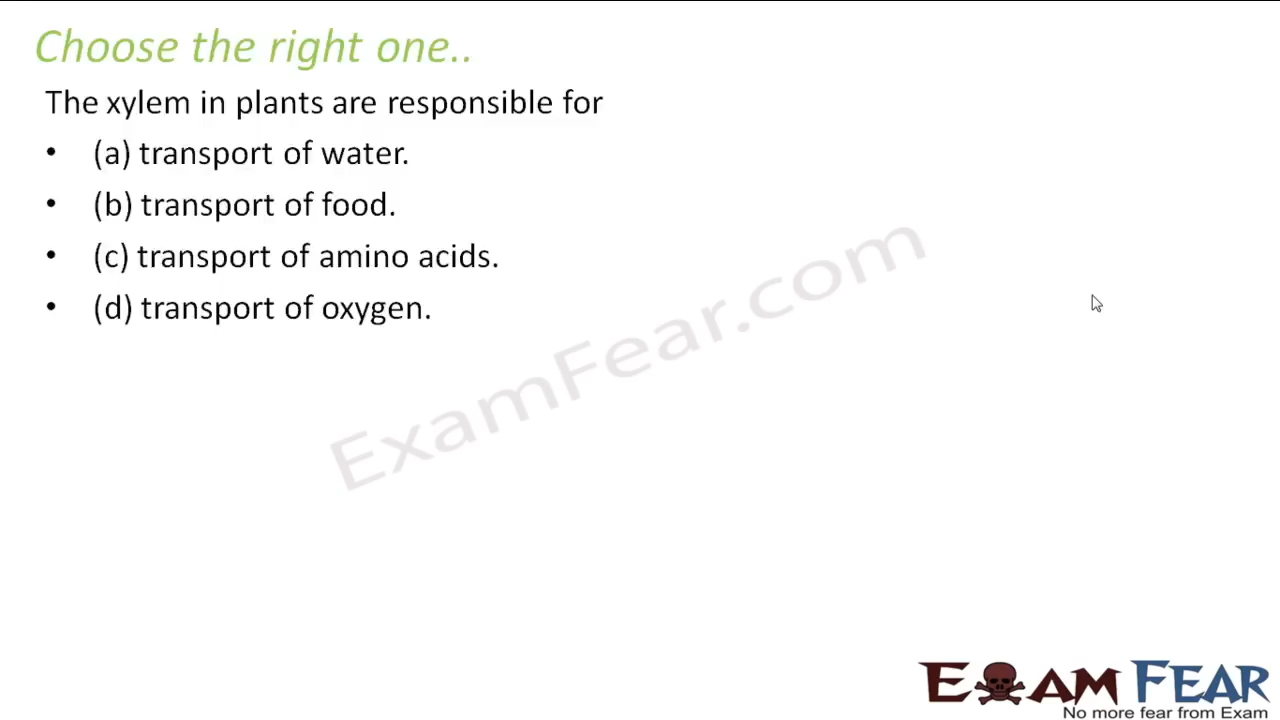 Choose the right one..
The xylem in plants are responsible for
• (a) transport of water.
• (b) transport of food.
• (c) transport of amino acids.
• (d) transport of oxygen.
ExamFear.com
EXAM FEAR
No more fear from Exam